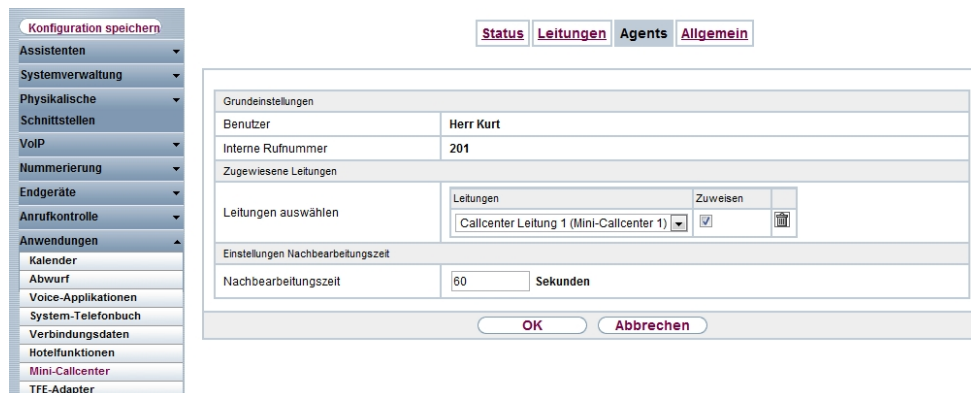 Konfiguration speichern
Assistenten
Systemverwaltung
Physikalische
Schnittstellen
VoIP
Nummerierung
Endgeräte
Anrufkontrolle
Anwendungen
Kalender
Abwurf
Voice-Applikationen
System-Telefonbuch
Verbindungsdaten
Hotelfunktionen
Mini-Callcenter
TFE-Adapter
Status Leitungen Agents Allgemein
Grundeinstellungen
Benutzer Herr Kurt
Interne Rufnummer 201
Zugewiesene Leitungen
Leitungen auswählen
Leitungen Zuweisen
Callcenter Leitung 1 (Mini-Callcenter 1)
Einstellungen Nachbearbeitungszeit
Nachbearbeitungszeit 60 Sekunden
OK Abbrechen